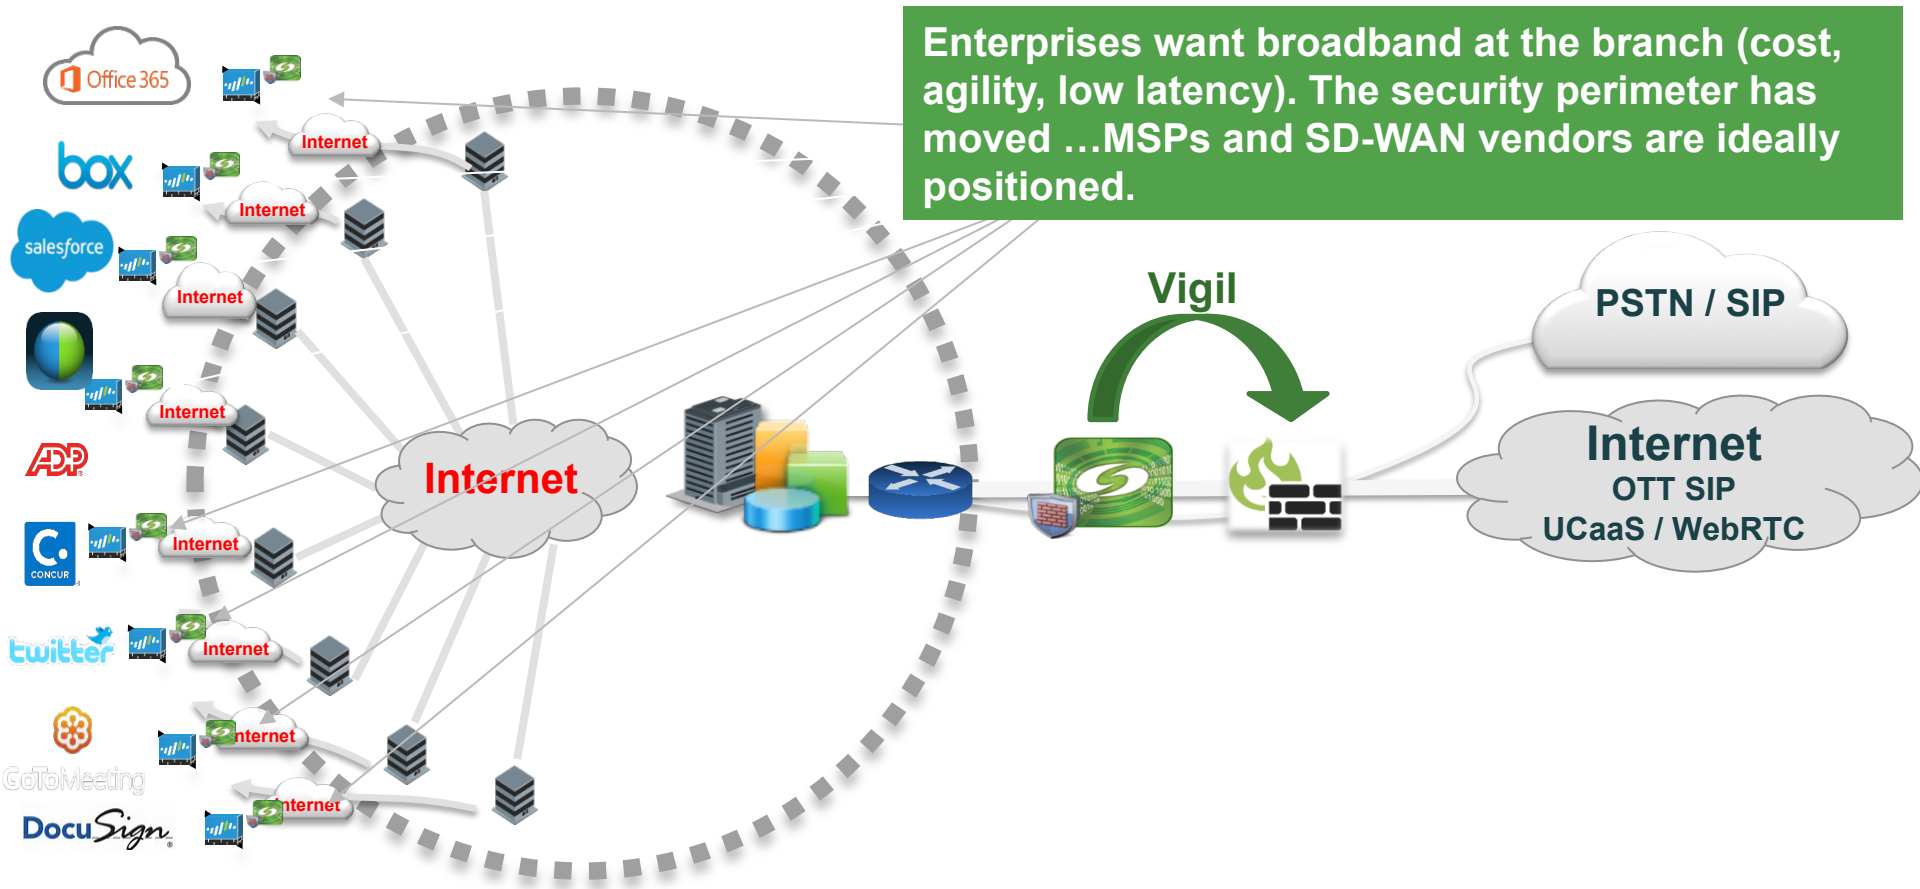 Enterprises want broadband at the branch (cost,
agility, low latency). The security perimeter has
moved …MSPs and SD-WAN vendors are ideally
positioned.
Office 365
Internet
box
Internet
salesforce
Internet
Vigil
PSTN / SIP
Internet
ADP
Internet
Internet
OTT SIP
UCaaS / WebRTC
C.
CONCUR
Internet
twitter
Internet
nternet
GoToMeeting
nternet
DocuSign